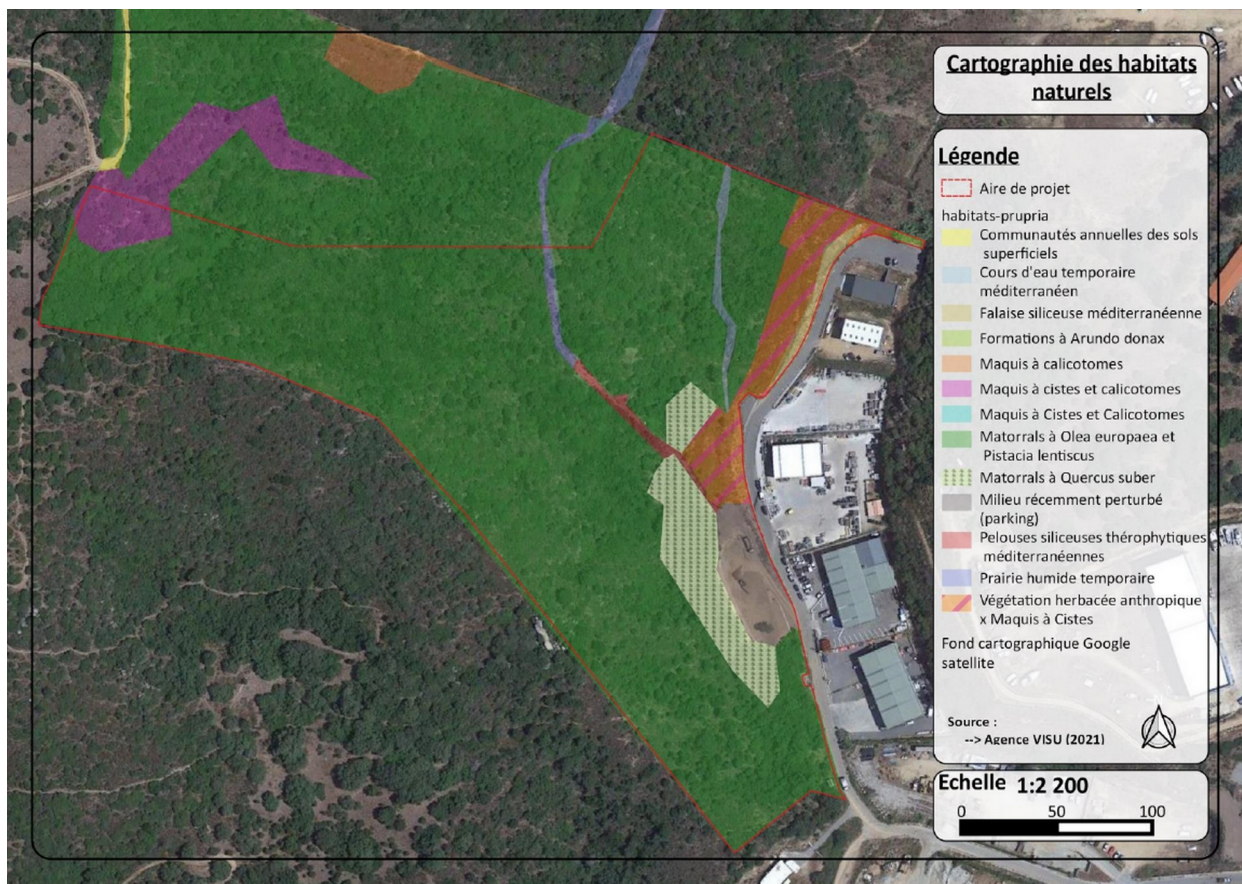 Cartographie des habitats
naturels
Légende
Aire de projet
habitats-prupria
Communautés annuelles des sols
superficiels
Cours d'eau temporaire
méditerranéen
Falaise siliceuse méditerranéenne
Formations à Arundo donax
Maquis à calicotomes
Maquis à cistes et calicotomes
Maquis à Cistes et Calicotomes
Matorrals à Olea europaea et
Pistacia lentiscus
Matorrals à Quercus suber
Milieu récemment perturbé
(parking)
Pelouses siliceuses thérophytiques
méditerranéennes
Prairie humide temporaire
Végétation herbacée anthropique
x Maquis à Cistes
Fond cartographique Google
satellite
Source :
--> Agence VISU (2021)
Echelle 1:2 200
0 50 100